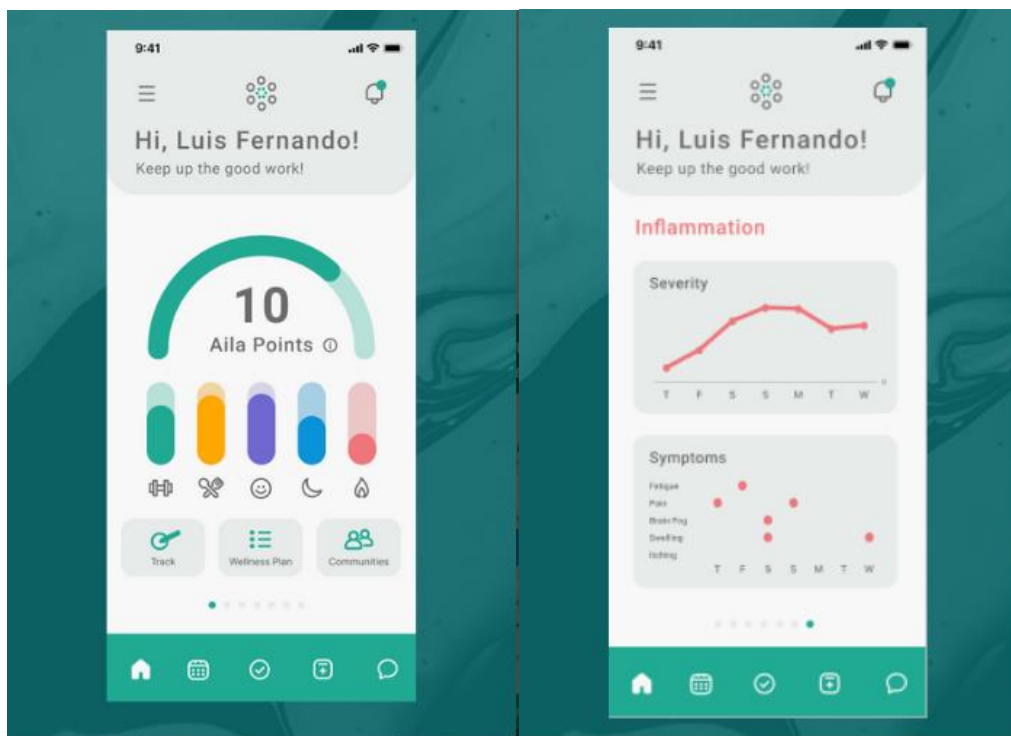 9:41
Hi, Luis Fernando!
Keep up the good work!
10
Aila Points
Track
Wellness Plan
Communities
9:41
Hi, Luis Fernando!
Keep up the good work!
Inflammation
Severity
0
T F S S M T W
Symptoms
Fatigue
Pain
Brain Fog
Swelling
Itching
T F S S M T W